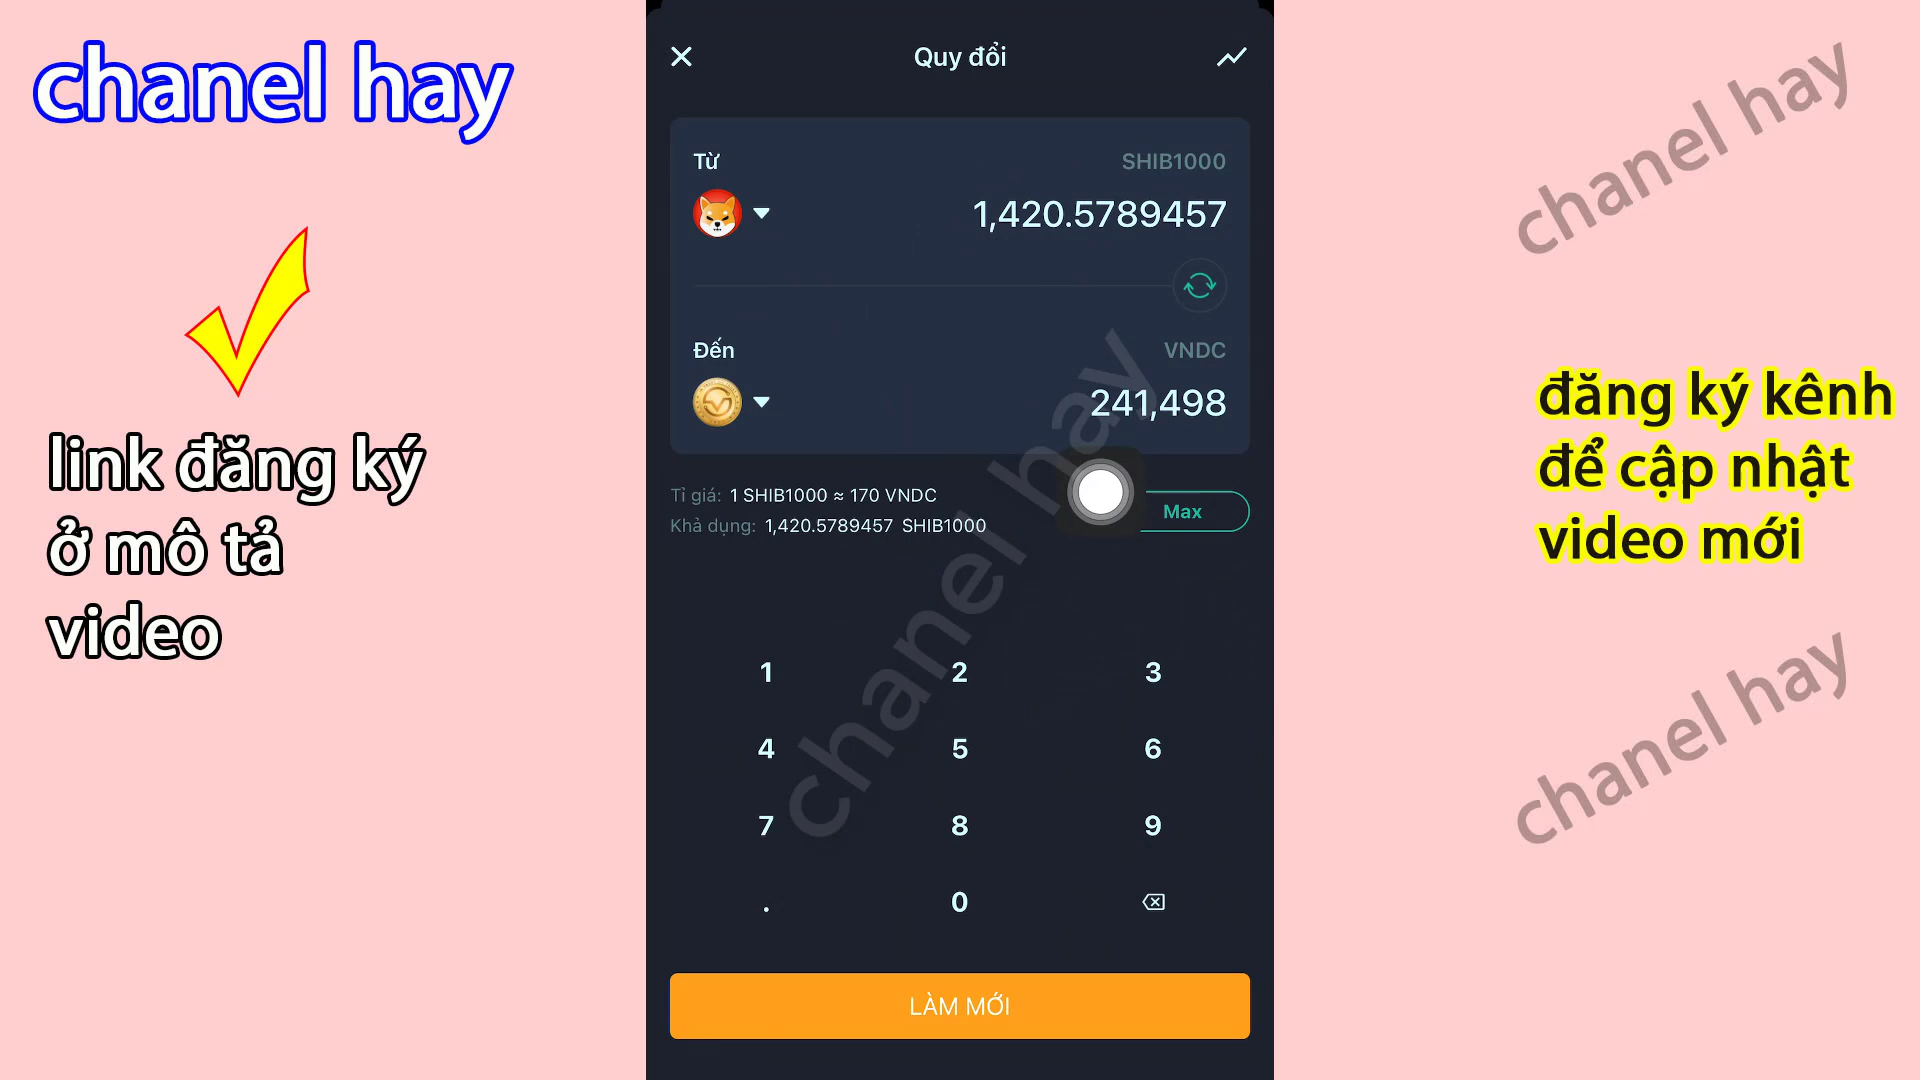 chanel hay
link đăng ký
ở mô tả
video
Quy đổi
Từ
SHIB1000
1,420.5789457
Đến
VNDC
241,498
Tỉ giá: 1 SHIB1000 ≈ 170 VNDC
Khả dụng: 1,420.5789457 SHIB1000
Max
1 2 3
4 5 6
7 8 9
. 0
LÀM MỚI
chanel hay
chanel hay
đăng ký kênh
để cập nhật
video mới
chanel hay